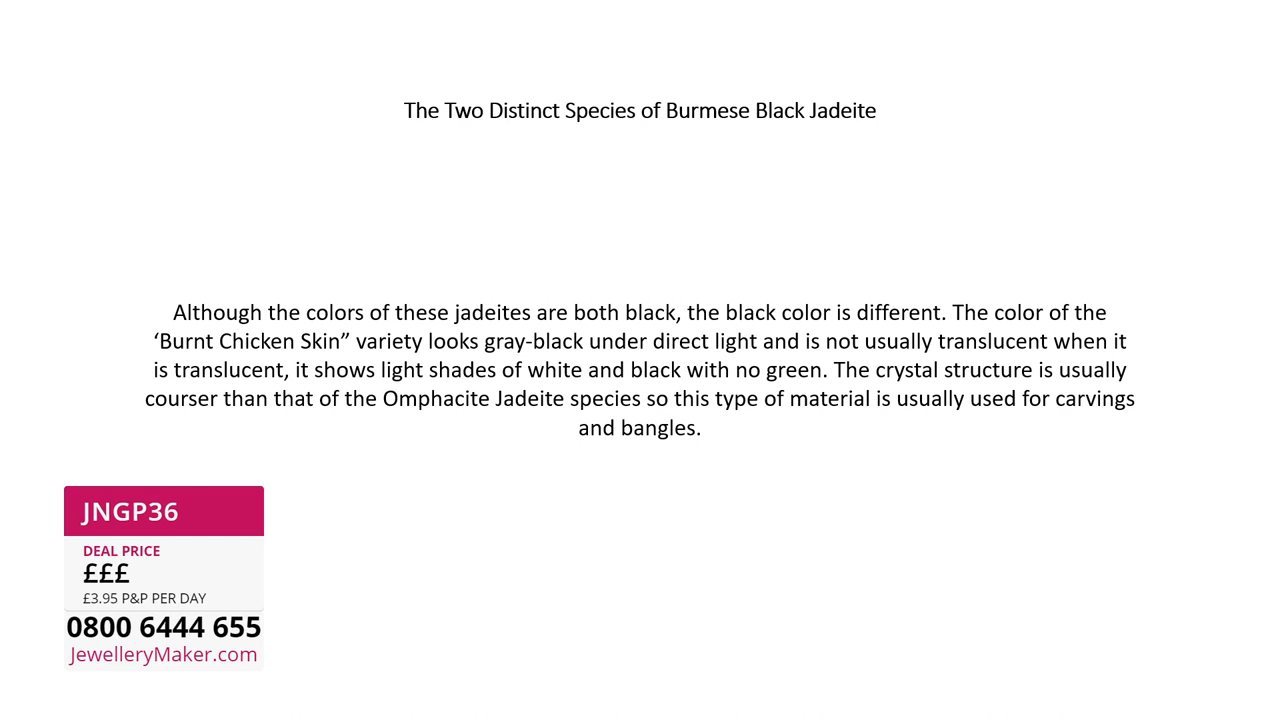 The Two Distinct Species of Burmese Black Jadeite
Although the colors of these jadeites are both black, the black color is different. The color of the
‘Burnt Chicken Skin” variety looks gray-black under direct light and is not usually translucent when it
is translucent, it shows light shades of white and black with no green. The crystal structure is usually
courser than that of the Omphacite Jadeite species so this type of material is usually used for carvings
and bangles.
JNGP36
DEAL PRICE
£££
£3.95 P&P PER DAY
0800 6444 655
JewelleryMaker.com